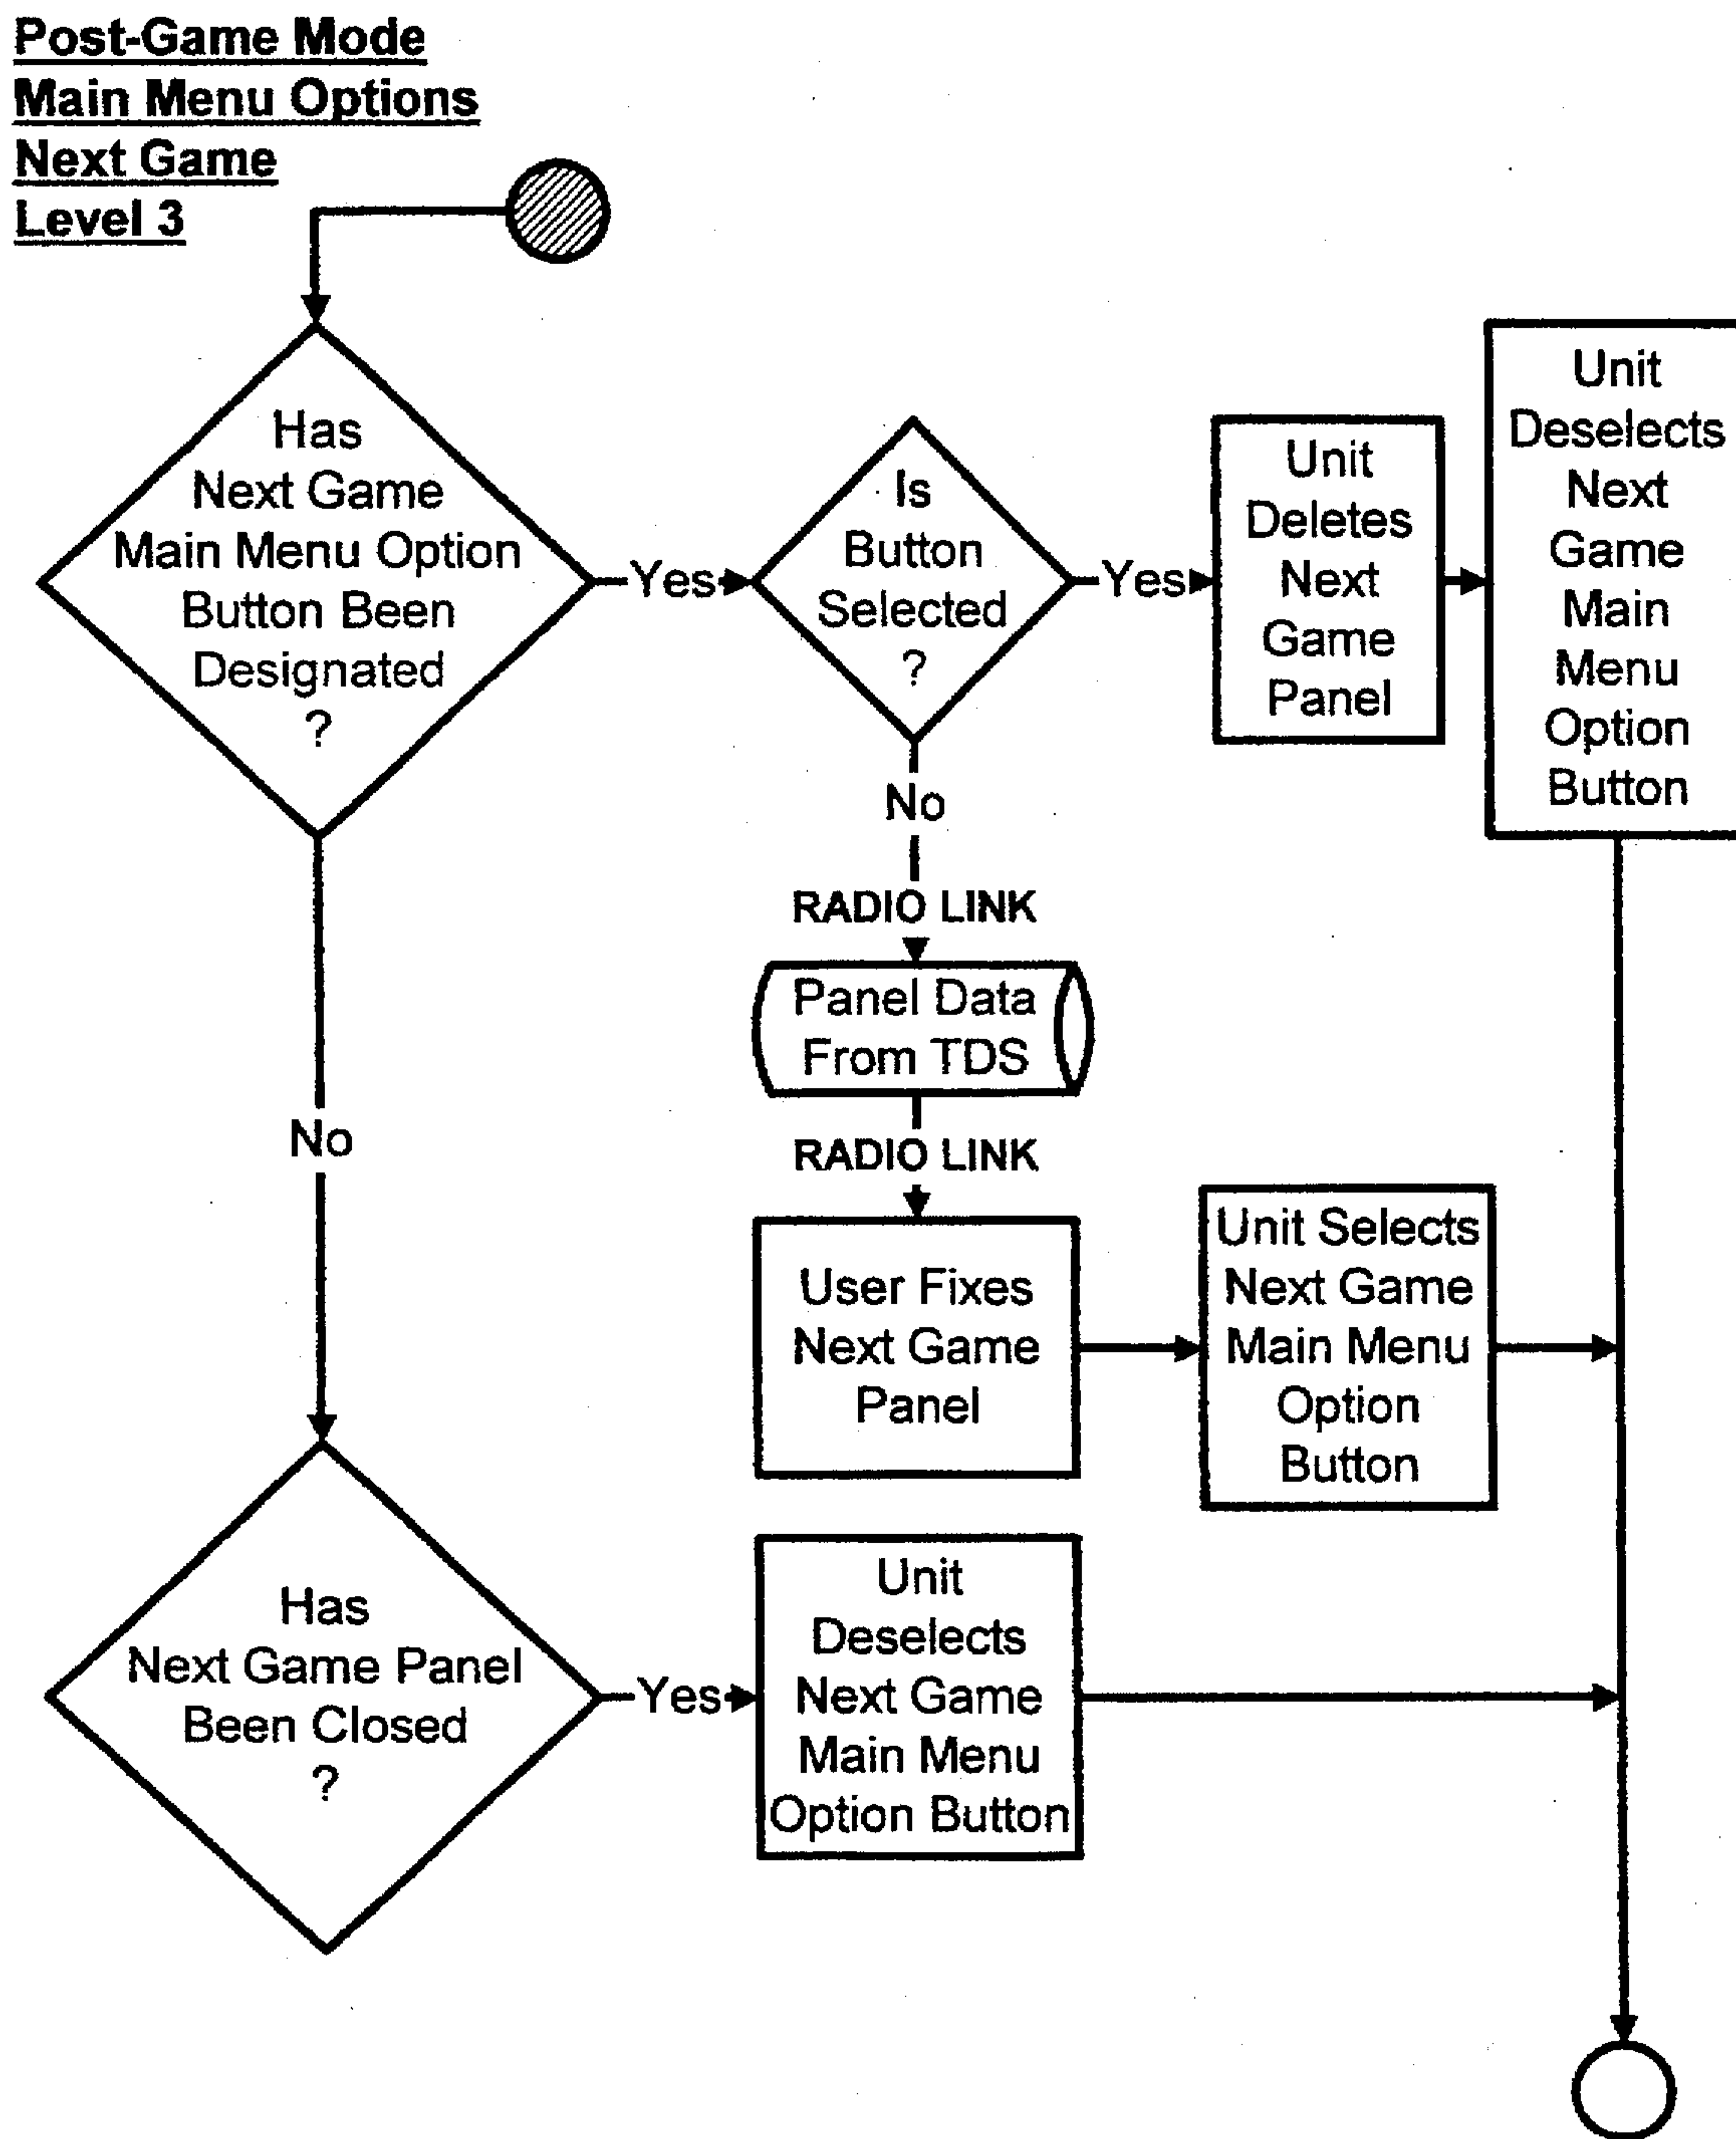 Post-Game Mode
Main Menu Options
Next Game
Level 3
Has
Next Game
Main Menu Option
Button Been
Designated
?
Yes
Is
Button
Selected
?
Yes
Unit
Deletes
Next
Game
Panel
Unit
Deselects
Next
Game
Main
Menu
Option
Button
No
RADIO LINK
Panel Data
From TDS
RADIO LINK
User Fixes
Next Game
Panel
Unit Selects
Next Game
Main Menu
Option
Button
No
Has
Next Game Panel
Been Closed
?
Yes
Unit
Deselects
Next Game
Main Menu
Option Button